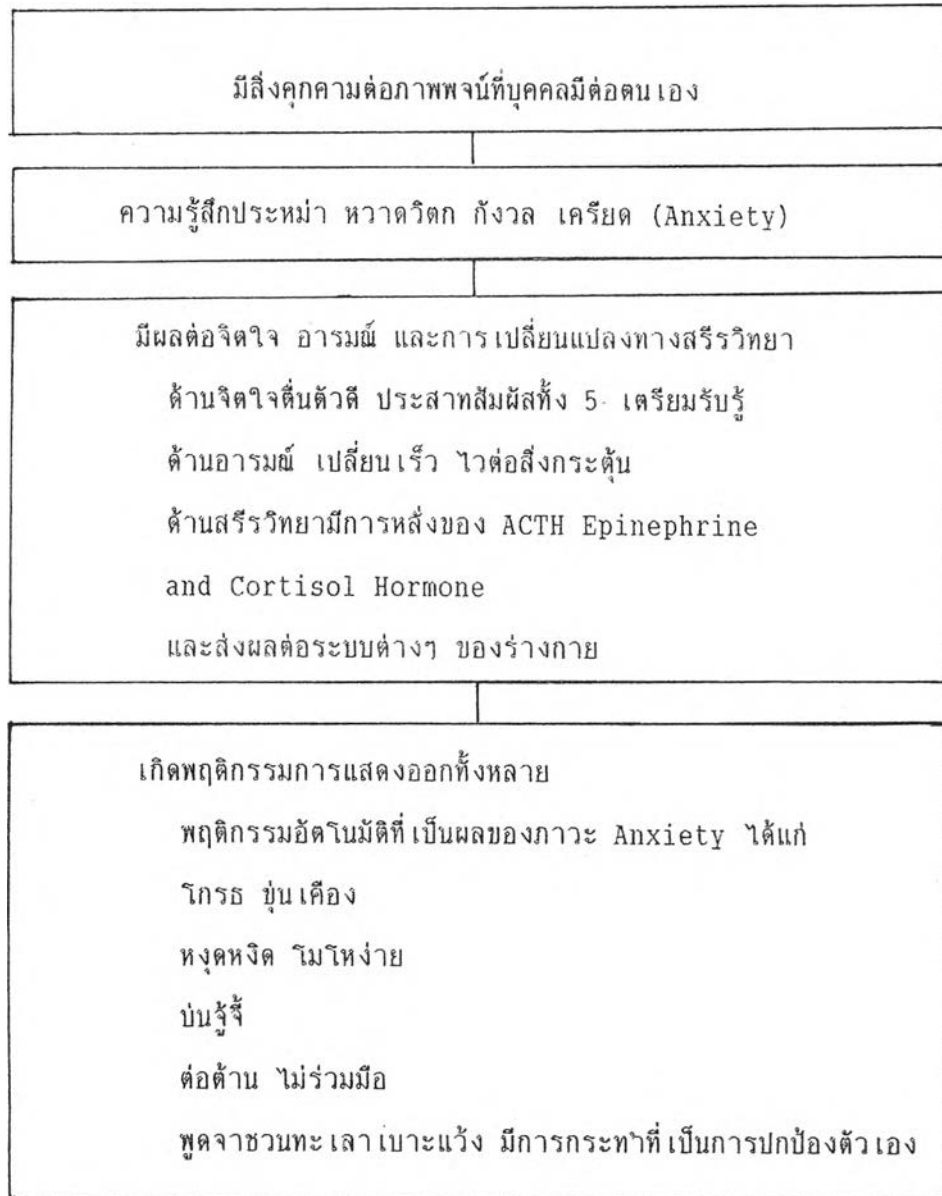 มีสิ่งคุกคามต่อภาพพจน์ที่บุคคลมีต่อตนเอง
ความรู้สึกประหม่า หวาดวิตก กังวล เครียด (Anxiety)
มีผลต่อจิตใจ อารมณ์ และการเปลี่ยนแปลงทางสรีรวิทยา
ด้านจิตใจตื่นตัวดี ประสาทสัมผัสทั้ง 5 เตรียมรับรู้
ด้านอารมณ์ เปลี่ยนเร็ว ไวต่อสิ่งกระตุ้น
ด้านสรีรวิทยามีการหลั่งของ ACTH Epinephrine
and Cortisol Hormone
และส่งผลต่อระบบต่างๆ ของร่างกาย
เกิดพฤติกรรมการแสดงออกทั้งหลาย
พฤติกรรมอัตโนมัติที่เป็นผลของภาวะ Anxiety ได้แก่
โกรธ ขุ่นเคือง
หงุดหงิด โมโหง่าย
บ่นจู้จี้
ต่อต้าน ไม่ร่วมมือ
พูดจาชวนทะเลาเบาะแว้ง มีการกระทำที่เป็นการปกป้องตัวเอง